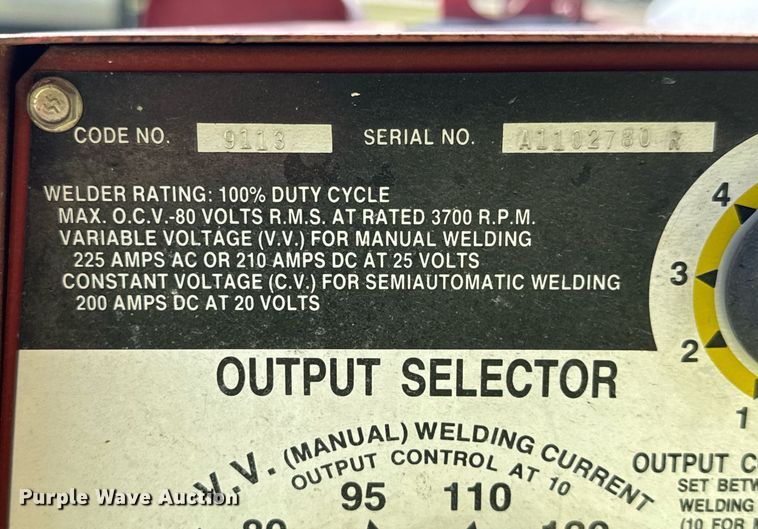 CODE NO. 9113 SERIAL NO. A1102780 R
WELDER RATING: 100% DUTY CYCLE
MAX. O.C.V.-80 VOLTS R.M.S. AT RATED 3700 R.P.M.
VARIABLE VOLTAGE (V.V.) FOR MANUAL WELDING
225 AMPS AC OR 210 AMPS DC AT 25 VOLTS
CONSTANT VOLTAGE (C.V.) FOR SEMIAUTOMATIC WELDING
200 AMPS DC AT 20 VOLTS
4
3
2
1
OUTPUT SELECTOR
V.V. (MANUAL) WELDING CURRENT
OUTPUT CONTROL AT 10
95 110
80
OUTPUT C
SET BETW
WELDING
(10 FOR
Purple Wave Auction